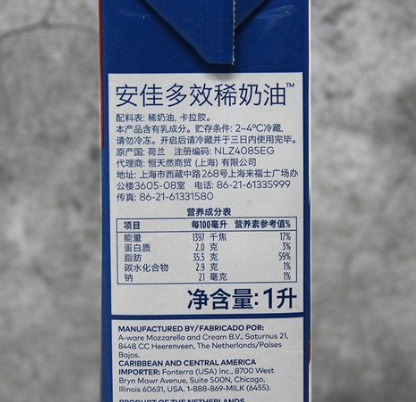 安佳多效稀奶油™
配料表: 稀奶油, 卡拉胶。
本产品含有乳成分。贮存条件: 2-4°C冷藏,
请勿冷冻。开启后请冷藏并于三日内使用完毕。
原产国: 荷兰 注册编码: NLZ4085EG
代理商: 恒天然商贸 (上海) 有限公司
地址: 上海市西藏中路268号上海来福士广场办
公楼3605-08室 电话: 86-21-61335999
传真: 86-21-61331580
营养成分表
项目 每100毫升 营养素参考值%
能量 1397 千焦 17%
蛋白质 2.0 克 3%
脂肪 35.5 克 59%
碳水化合物 2.9 克 1%
钠 21 毫克 1%
净含量: 1升
MANUFACTURED BY/FABRICADO POR:
A-ware Mozzarella and Cream B.V., Saturnus 21,
8448 CC Heerenveen, The Netherlands/Países
Bajos.
CARIBBEAN AND CENTRAL AMERICA
IMPORTER: Fonterra (USA) Inc., 8700 West
Bryn Mawr Avenue, Suite 500N, Chicago,
Illinois 60631, USA. 1-888-869-MILK (6455).
PRODUCT OF THE NETHERLANDS